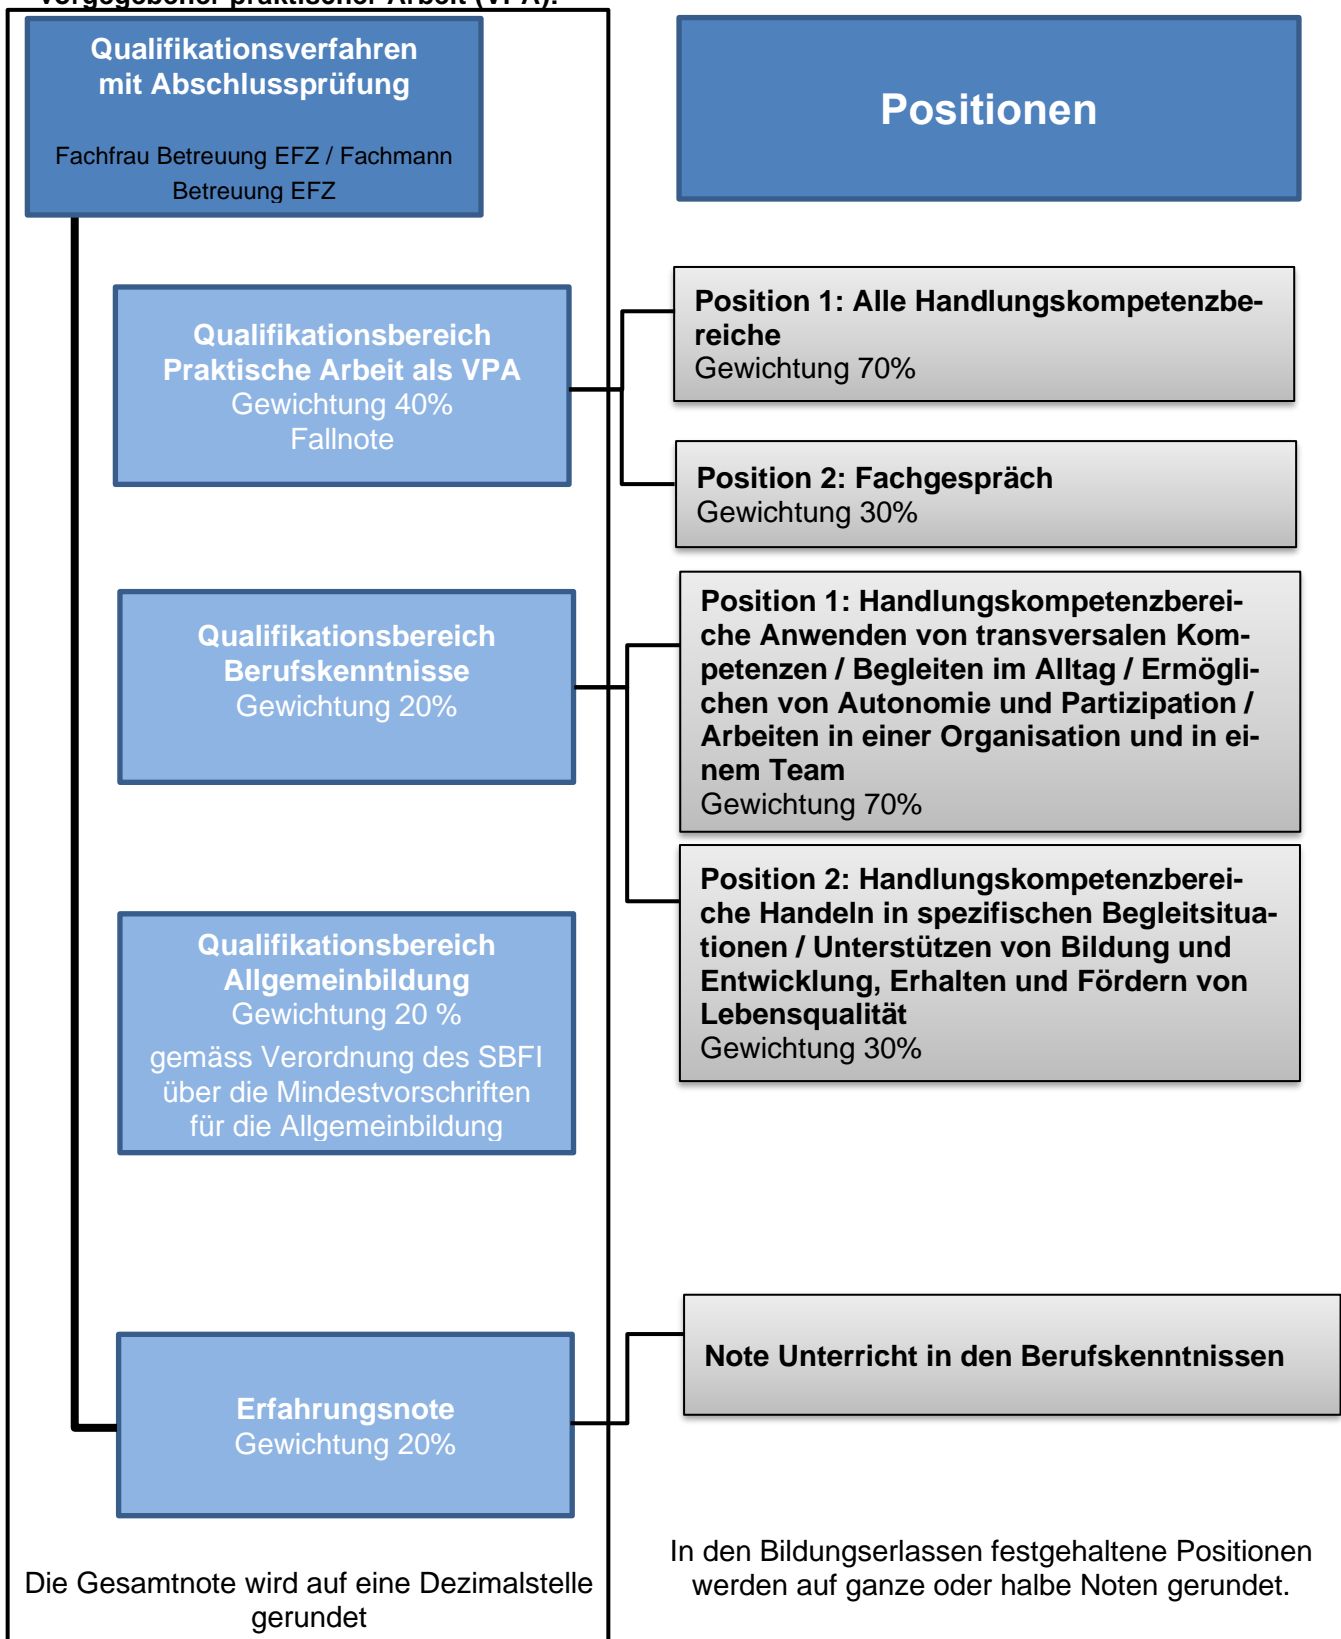 vorgegebener praktischer Arbeit (VPA):
Qualifikationsverfahren
mit Abschlussprüfung
Fachfrau Betreuung EFZ / Fachmann
Betreuung EFZ
Positionen
Qualifikationsbereich
Praktische Arbeit als VPA
Gewichtung 40%
Fallnote
Position 1: Alle Handlungskompetenzbe-
reiche
Gewichtung 70%
Position 2: Fachgespräch
Gewichtung 30%
Qualifikationsbereich
Berufskenntnisse
Gewichtung 20%
Position 1: Handlungskompetenzberei-
che Anwenden von transversalen Kom-
petenzen / Begleiten im Alltag / Ermögli-
chen von Autonomie und Partizipation /
Arbeiten in einer Organisation und in ei-
nem Team
Gewichtung 70%
Position 2: Handlungskompetenzberei-
che Handeln in spezifischen Begleitsitua-
tionen / Unterstützen von Bildung und
Entwicklung, Erhalten und Fördern von
Lebensqualität
Gewichtung 30%
Qualifikationsbereich
Allgemeinbildung
Gewichtung 20 %
gemäss Verordnung des SBFI
über die Mindestvorschriften
für die Allgemeinbildung
Erfahrungsnote
Gewichtung 20%
Note Unterricht in den Berufskenntnissen
Die Gesamtnote wird auf eine Dezimalstelle
gerundet
In den Bildungserlassen festgehaltene Positionen
werden auf ganze oder halbe Noten gerundet.